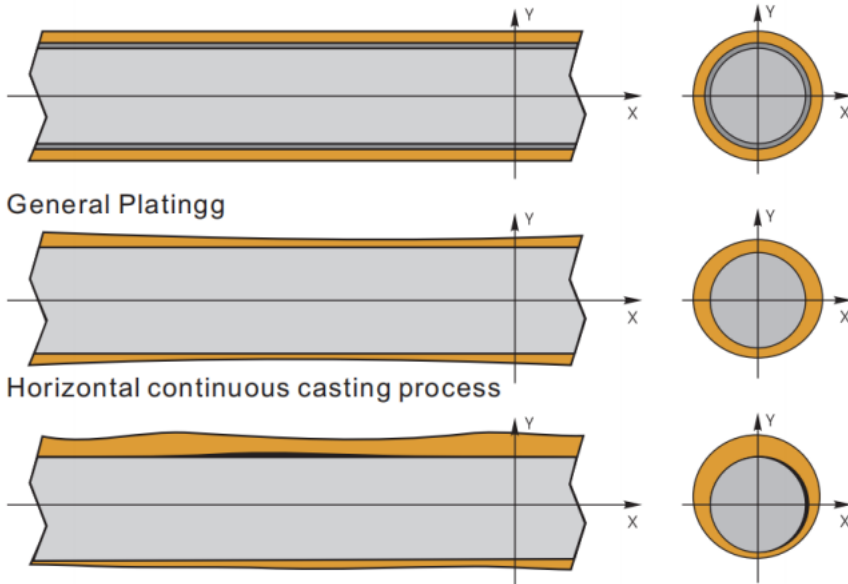 Y Y
X X
General Platingg
Y Y
X X
Horizontal continuous casting process
Y Y
X X